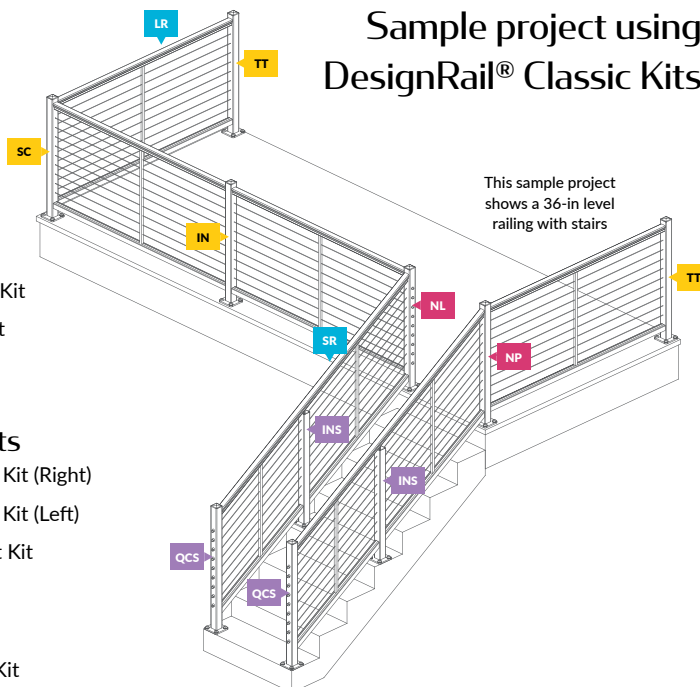 Sample project using
DesignRail® Classic Kits
LR
TT
SC
This sample project
shows a 36-in level
railing with stairs
IN
TT
Kit
NL
SR
NP
INS
ts
Kit (Right)
INS
Kit (Left)
Kit
QCS
QCS
Kit